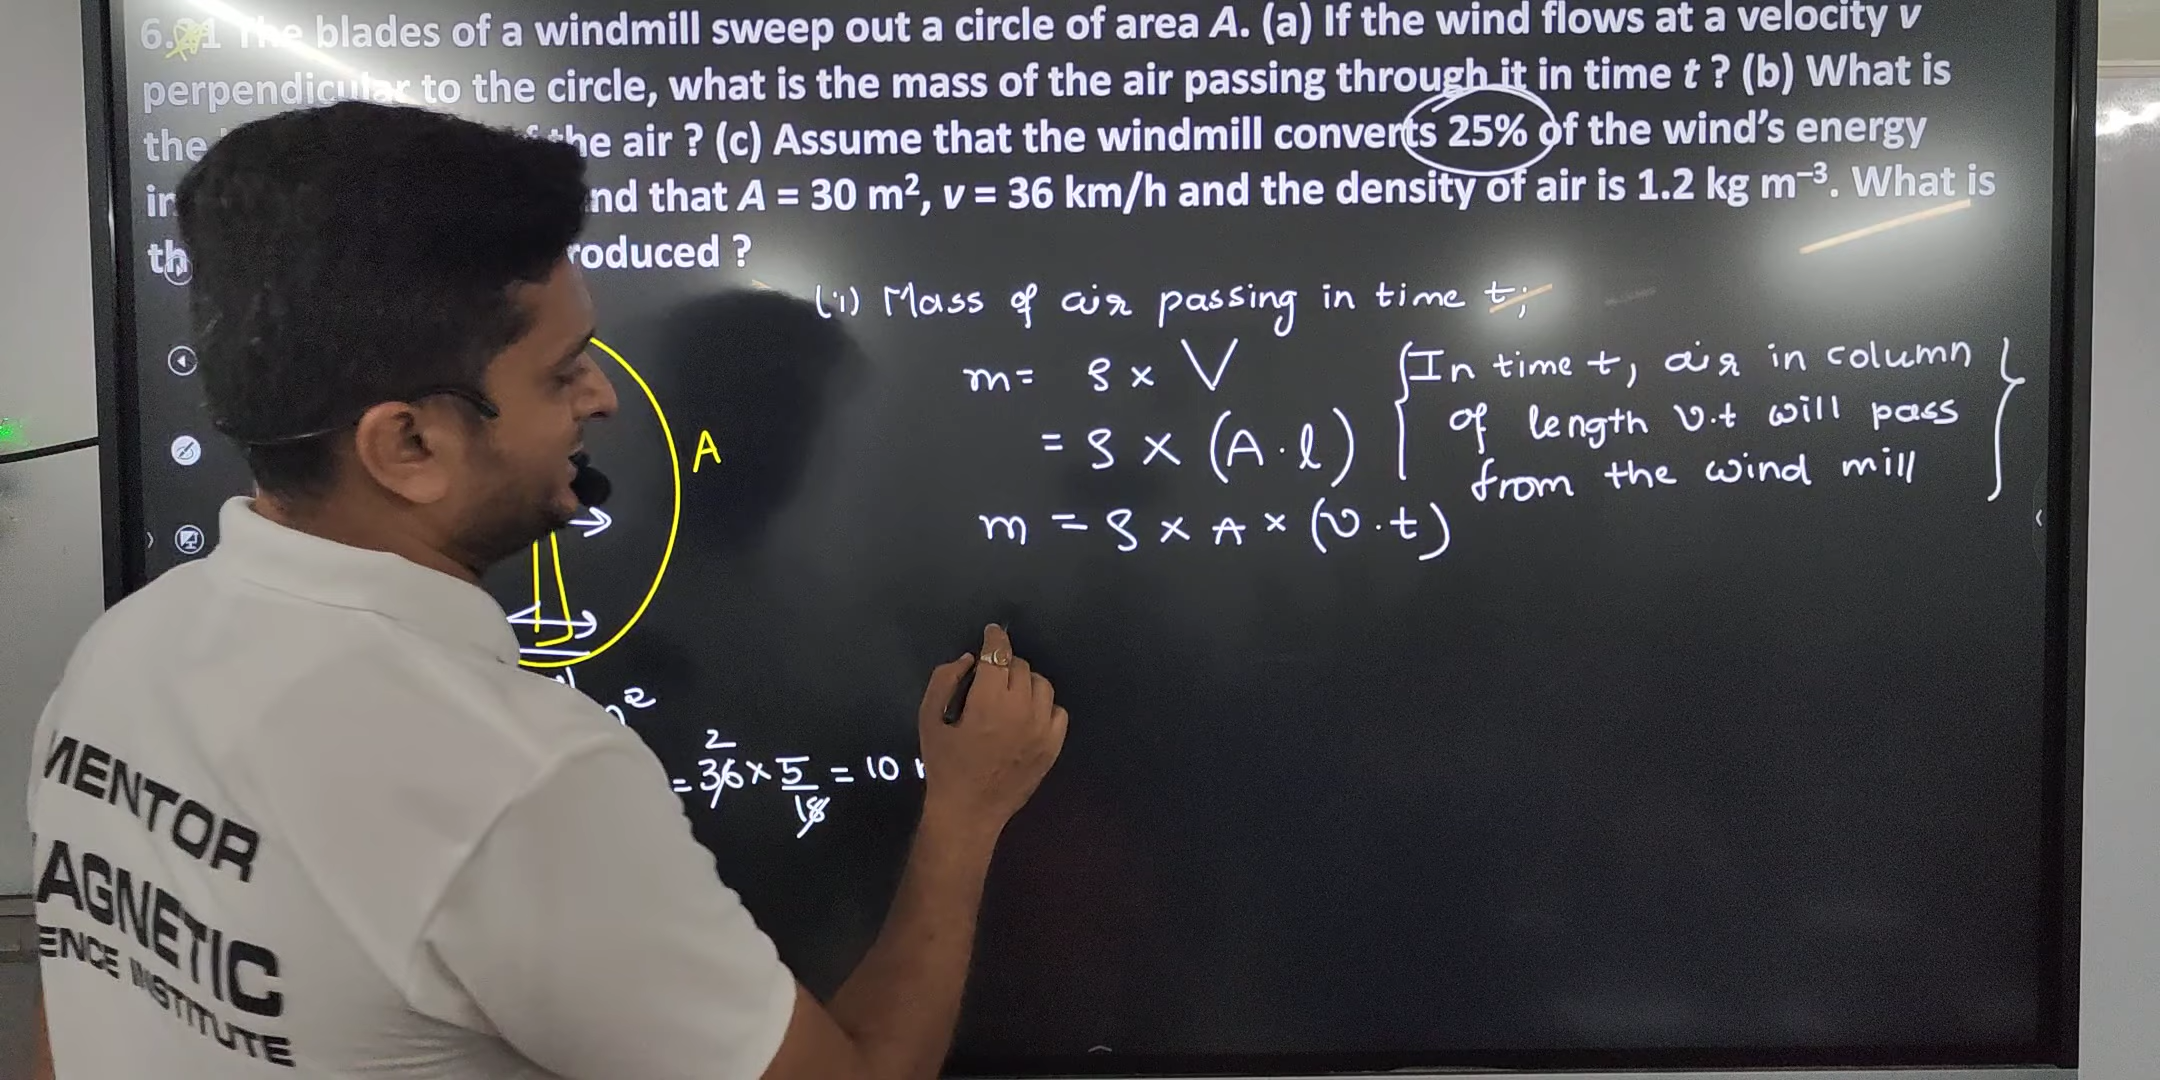 6. 1 The blades of a windmill sweep out a circle of area A. (a) If the wind flows at a velocity v
perpendicular to the circle, what is the mass of the air passing through it in time t ? (b) What is
the the air ? (c) Assume that the windmill converts 25% of the wind's energy
nd that A = 30 m², v = 36 km/h and the density of air is 1.2 kg m⁻³. What is
th roduced ?
(i) Mass of air passing in time t;
m= ρ × V
= ρ × (A·l)
m = ρ × A × (v.t)
{In time t, air in column
of length v.t will pass
from the wind mill}
A
2
= 36 × 5/18 = 10
MENTOR
AGNETIC
ENCE INSTITUTE